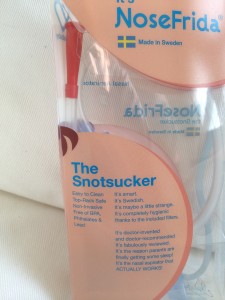 It's
NoseFrida®
Made in Sweden
The
Snotsucker
Easy to Clean
Top-Rack Safe
Non-Invasive
Free of BPA,
Phthalates &
Latex
It's smart.
It's Swedish.
It's maybe a little strange.
It's completely hygienic
thanks to the included filters.
It's doctor-invented
and doctor-recommended
It's fabulously reviewed
It's the reason parents are
finally getting some sleep!
It's the nasal aspirator that
ACTUALLY WORKS!